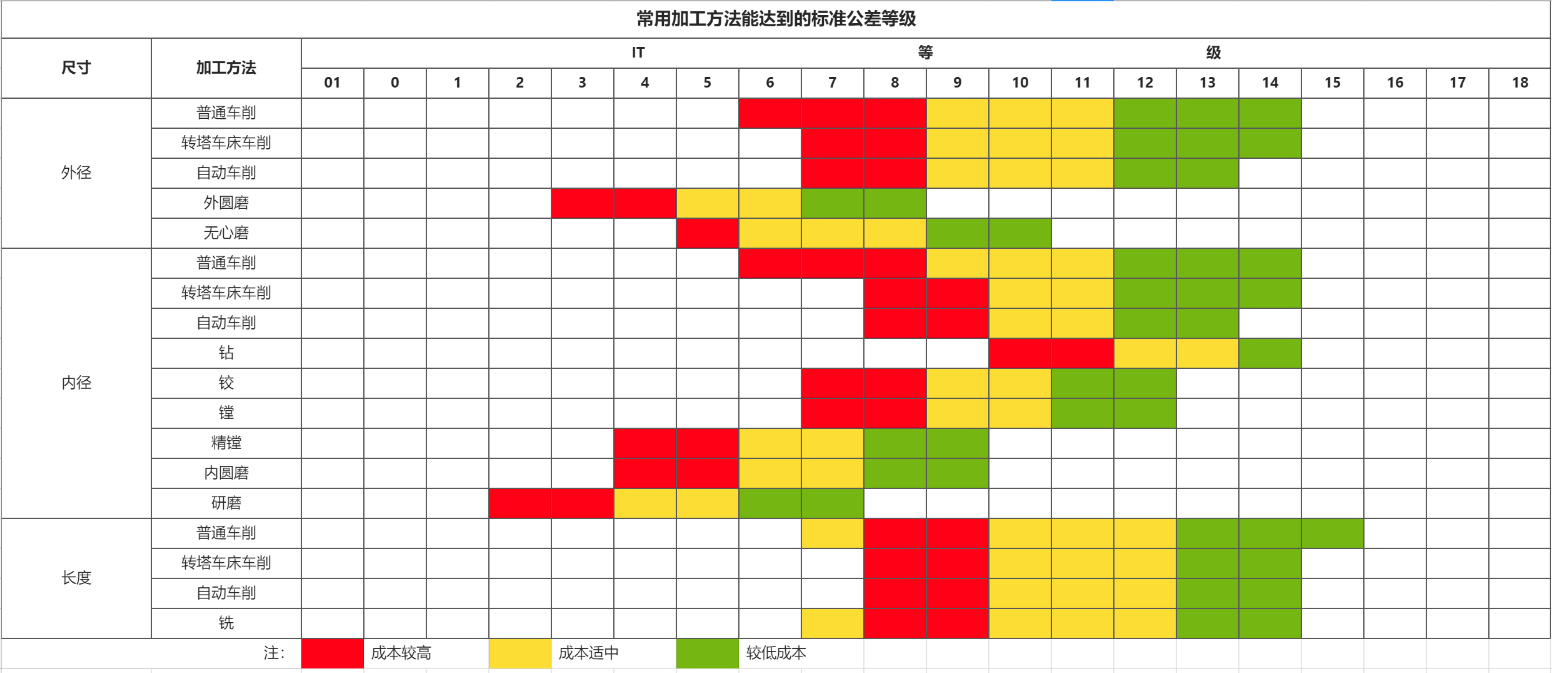 常用加工方法能达到的标准公差等级
尺寸 加工方法 IT 等 级
01 0 1 2 3 4 5 6 7 8 9 10 11 12 13 14 15 16 17 18
外径
普通车削
转塔车床车削
自动车削
外圆磨
无心磨
内径
普通车削
转塔车床车削
自动车削
钻
铰
镗
精镗
内圆磨
研磨
长度
普通车削
转塔车床车削
自动车削
铣
注： 成本较高 成本适中 较低成本